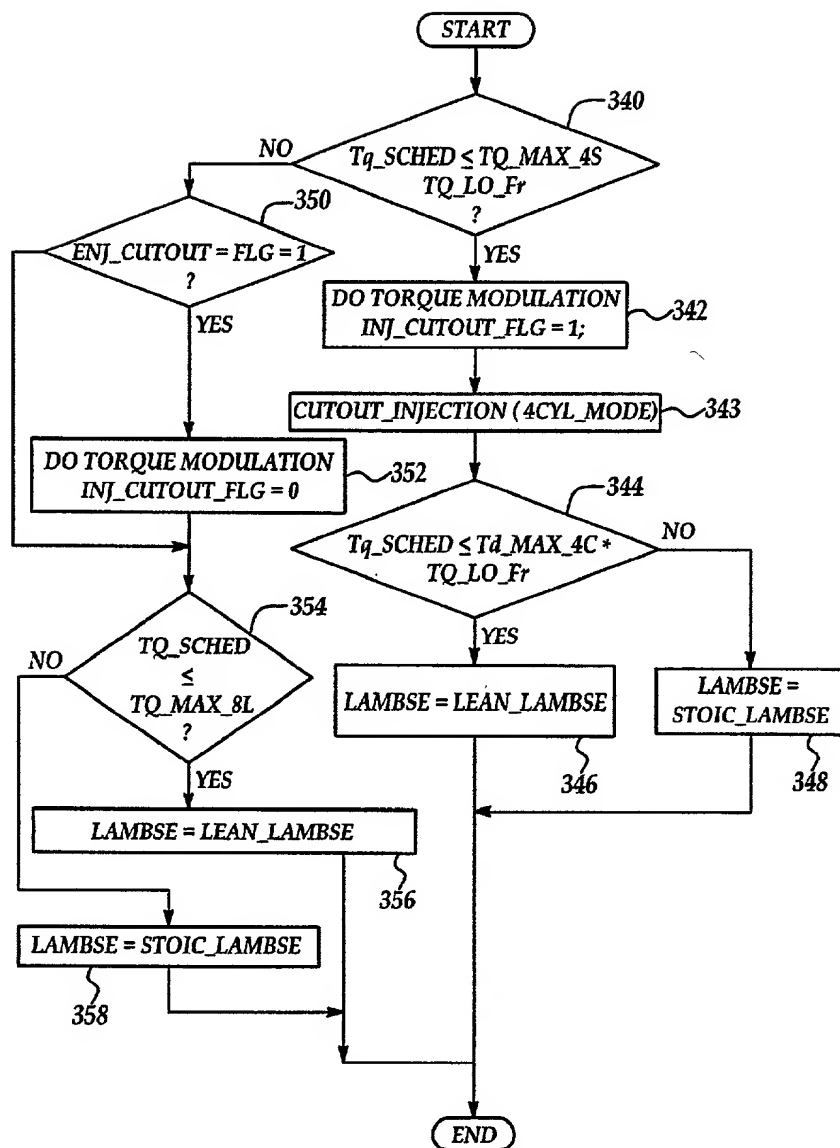 START
340
Tq_SCHED ≤ TQ_MAX_4S
TQ_LO_Fr
?
NO
YES
350
ENJ_CUTOUT = FLG = 1
?
YES
DO TORQUE MODULATION
INJ_CUTOUT_FLG = 1;
342
CUTOUT_INJECTION ( 4CYL_MODE)
343
DO TORQUE MODULATION
INJ_CUTOUT_FLG = 0
352
344
Tq_SCHED ≤ Td_MAX_4C *
TQ_LO_Fr
NO
YES
354
TQ_SCHED
≤
TQ_MAX_8L
?
NO
YES
LAMBSE = LEAN_LAMBSE
346
LAMBSE =
STOIC_LAMBSE
348
LAMBSE = LEAN_LAMBSE
356
LAMBSE = STOIC_LAMBSE
358
END